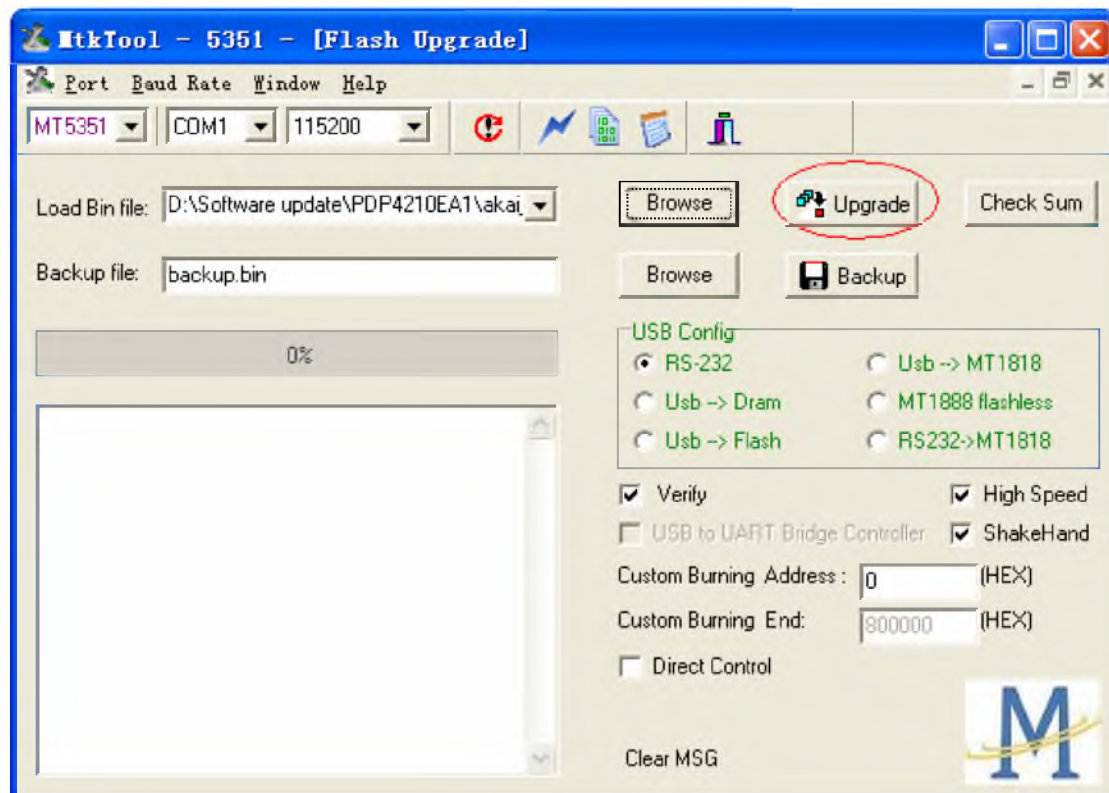 MtkTool - 5351 - [Flash Upgrade]
Port Baud Rate Window Help
MT5351 COM1 115200
Load Bin file: D:\Software update\PDP4210EA1\akai_ Browse Upgrade Check Sum
Backup file: backup.bin Browse Backup
0%
USB Config
RS-232 Usb --> MT1818
Usb --> Dram MT1888 flashless
Usb --> Flash RS232->MT1818
Verify High Speed
USB to UART Bridge Controller ShakeHand
Custom Burning Address : 0 (HEX)
Custom Burning End: 800000 (HEX)
Direct Control
M
Clear MSG